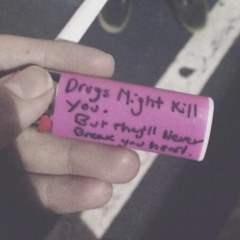 Drugs Might Kill
you.
But they'll Never
Break you heart.